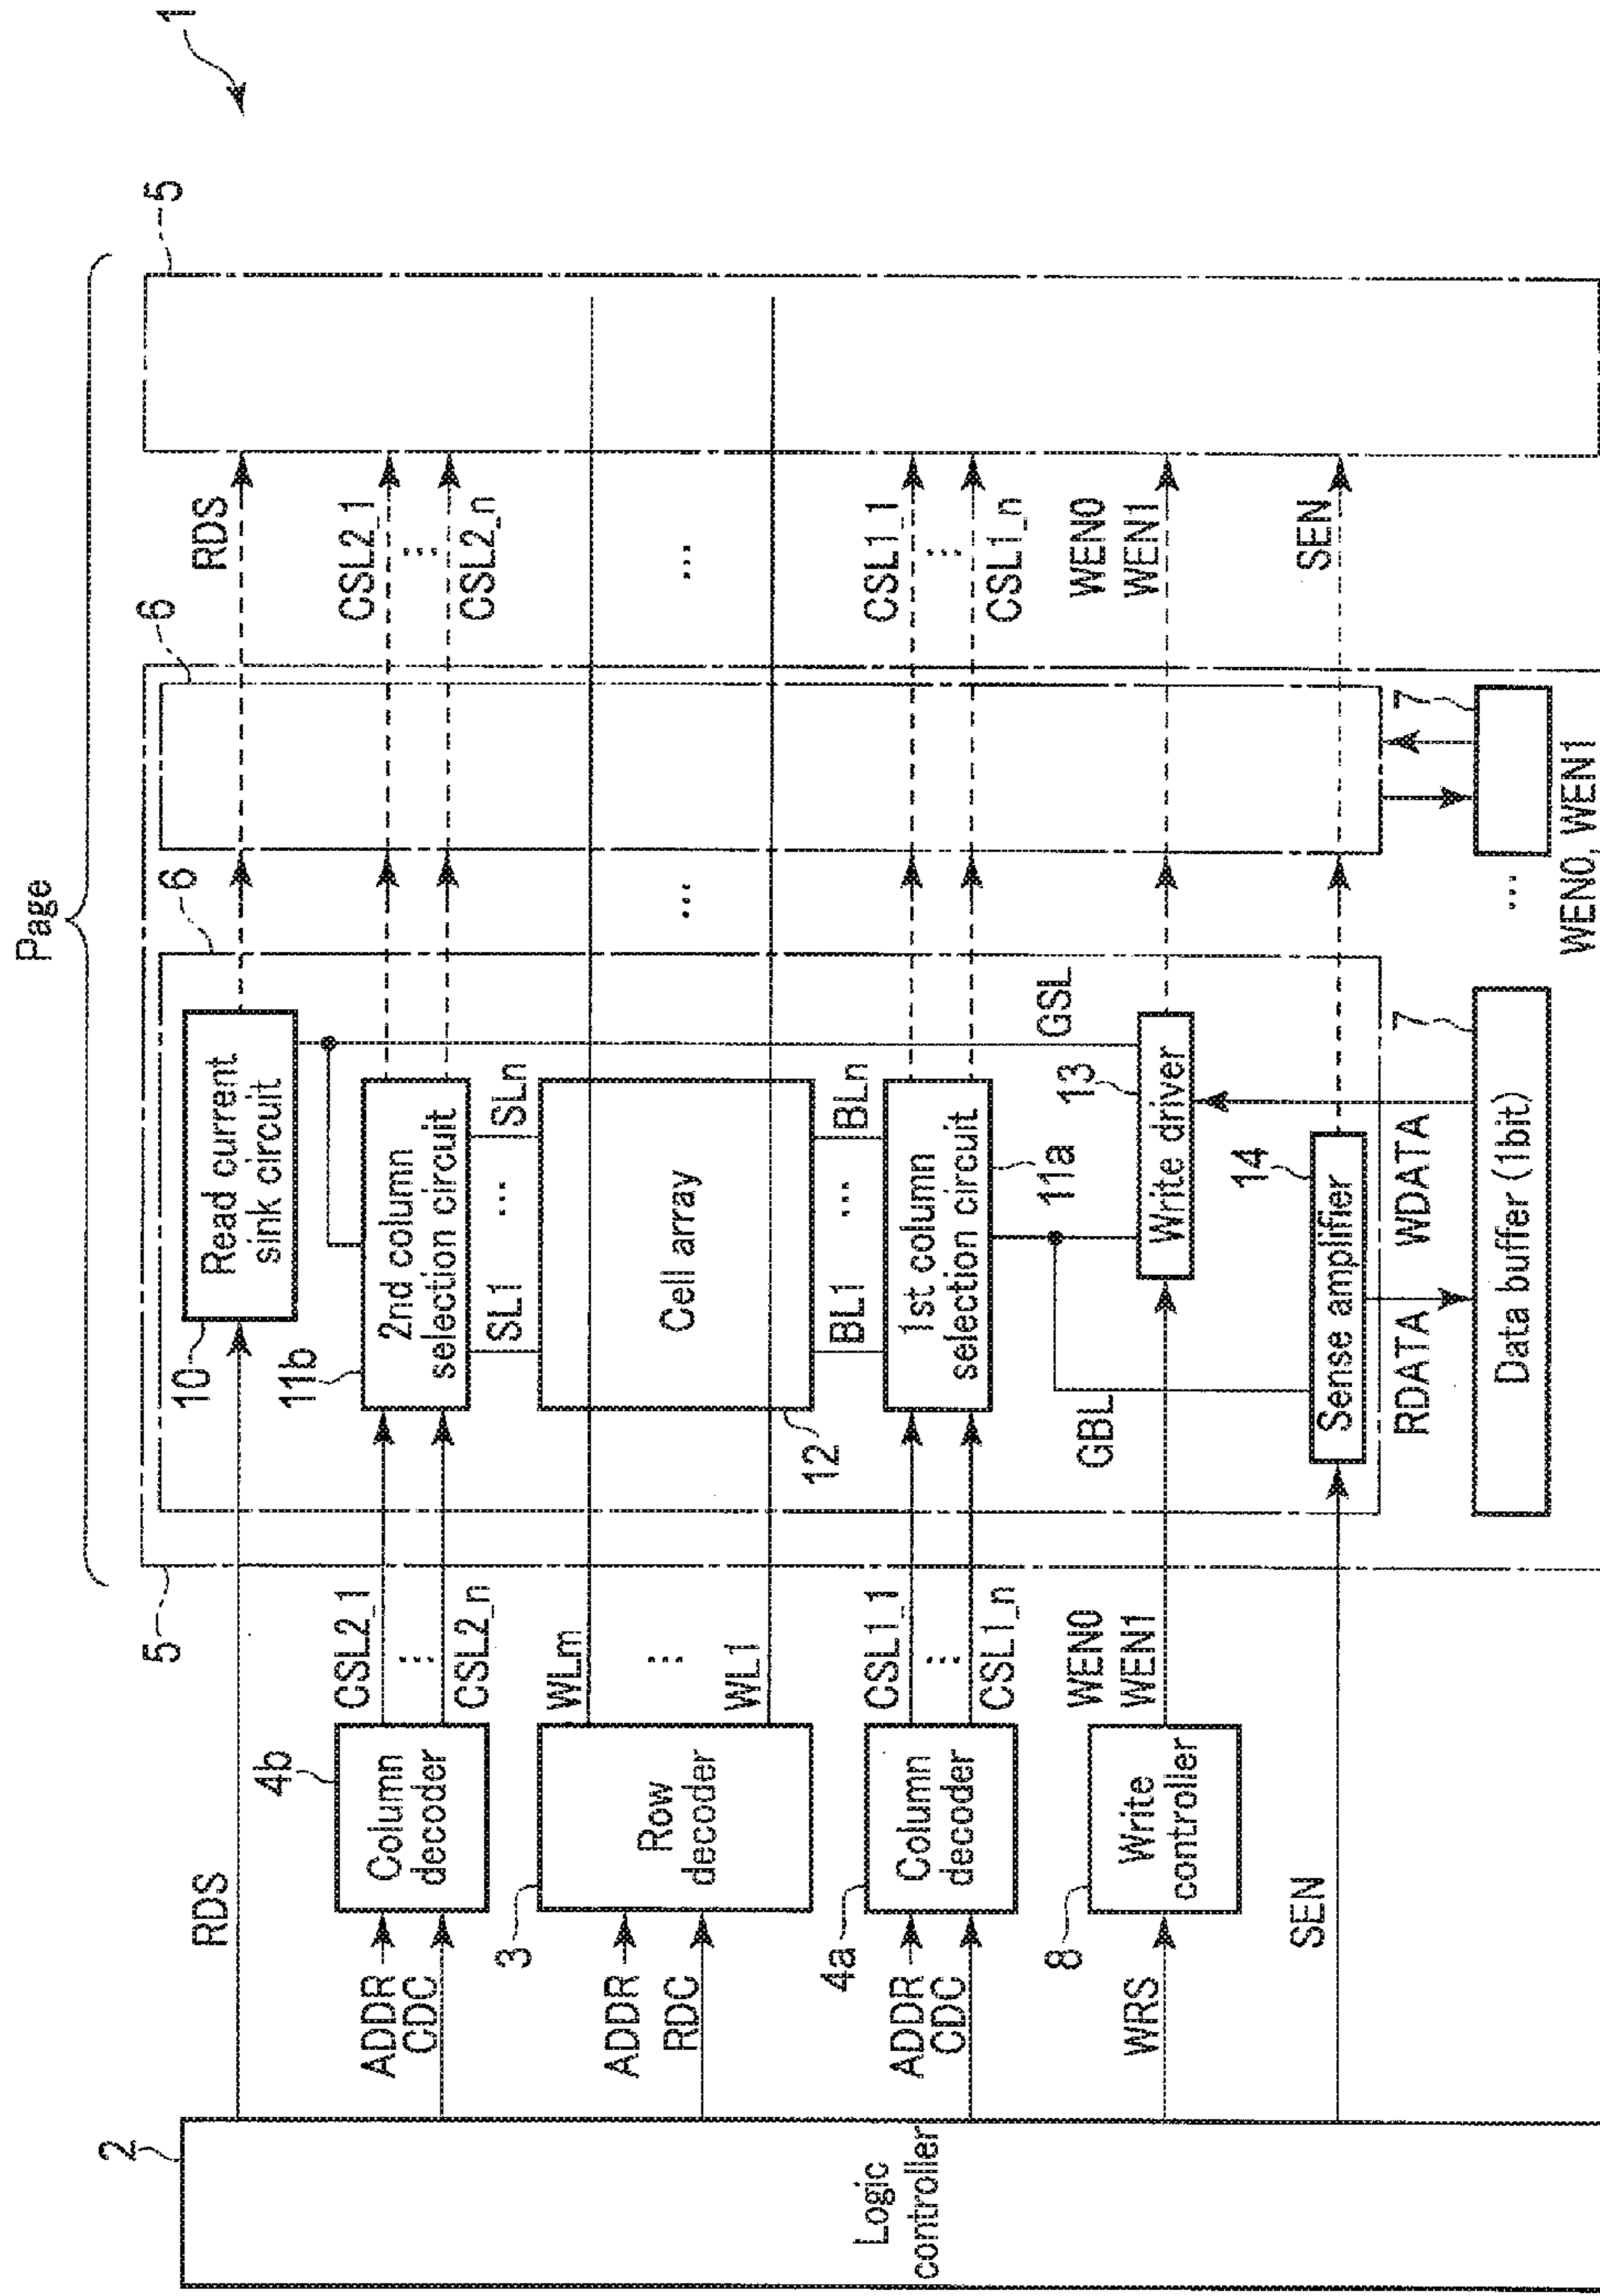 1
Page
5
5
6
6
RDS
RDS
10
Read current
sink circuit
4b
Column
decoder
ADDR
CDC
CSL2_1
...
CSL2_n
11b
2nd column
selection circuit
CSL2_1
...
CSL2_n
SL1
...
SLn
3
Row
decoder
ADDR
RDC
WLm
...
WL1
Cell array
12
...
...
BL1
...
BLn
4a
Column
decoder
ADDR
CDC
CSL1_1
...
CSL1_n
1st column
selection circuit
11a
CSL1_1
...
CSL1_n
GSL
GBL
8
Write
controller
WRS
WEN0
WEN1
13
Write driver
WEN0
WEN1
SEN
14
Sense amplifier
SEN
RDATA
WDATA
7
7
Data buffer (1bit)
...
WEN0, WEN1
2
Logic
controller